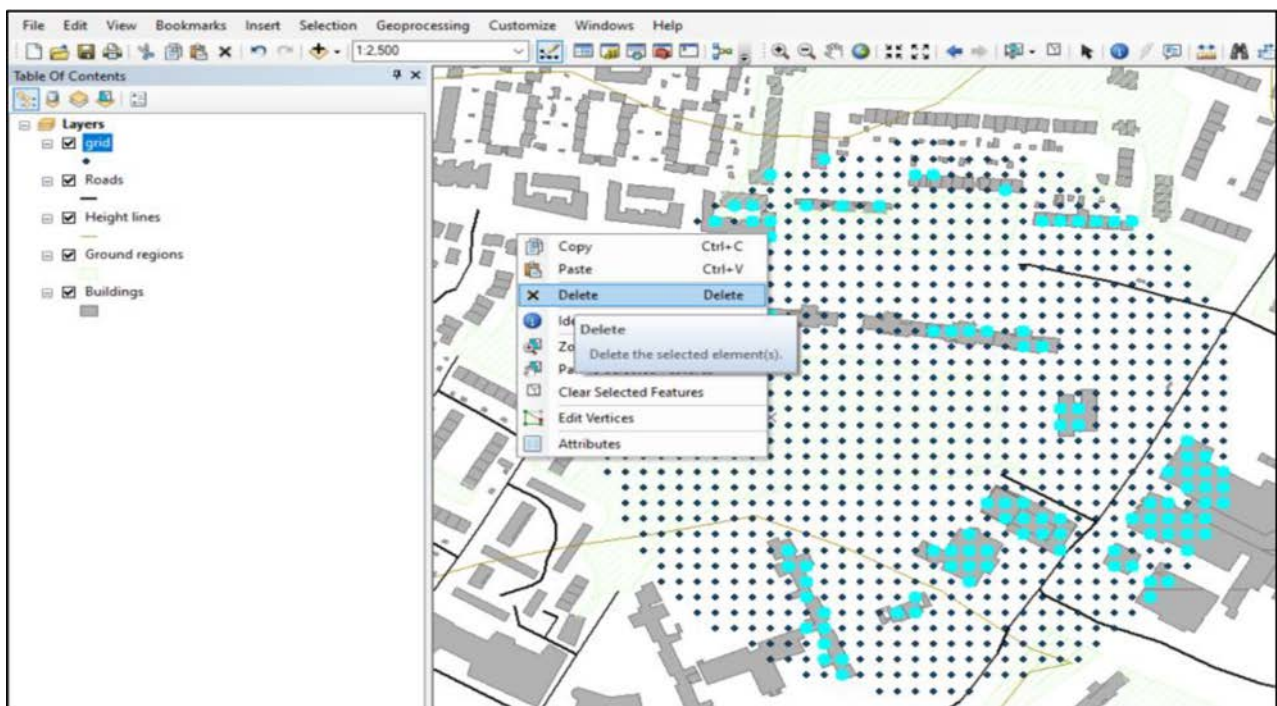 File Edit View Bookmarks Insert Selection Geoprocessing Customize Windows Help
1:2.500
Table Of Contents
Layers
grid
Roads
Height lines
Ground regions
Buildings
Copy Ctrl+C
Paste Ctrl+V
Delete Delete
Delete
Delete the selected element(s).
Clear Selected Features
Edit Vertices
Attributes